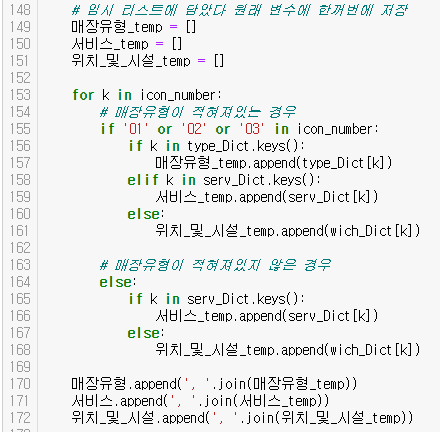 148 # 임시 리스트에 담았다 원래 변수에 한꺼번에 저장
149 매장유형_temp = []
150 서비스_temp = []
151 위치_및_시설_temp = []
152
153 for k in icon_number:
154 # 매장유형이 적혀져있는 경우
155 if '01' or '02' or '03' in icon_number:
156 if k in type_Dict.keys():
157 매장유형_temp.append(type_Dict[k])
158 elif k in serv_Dict.keys():
159 서비스_temp.append(serv_Dict[k])
160 else:
161 위치_및_시설_temp.append(wich_Dict[k])
162
163 # 매장유형이 적혀져있지 않은 경우
164 else:
165 if k in serv_Dict.keys():
166 서비스_temp.append(serv_Dict[k])
167 else:
168 위치_및_시설_temp.append(wich_Dict[k])
169
170 매장유형.append(', '.join(매장유형_temp))
171 서비스.append(', '.join(서비스_temp))
172 위치_및_시설.append(', '.join(위치_및_시설_temp))